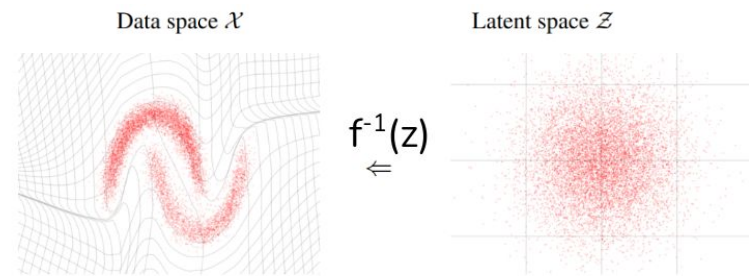 Data space 𝒳
Latent space 𝒵
f⁻¹(z)
⇐